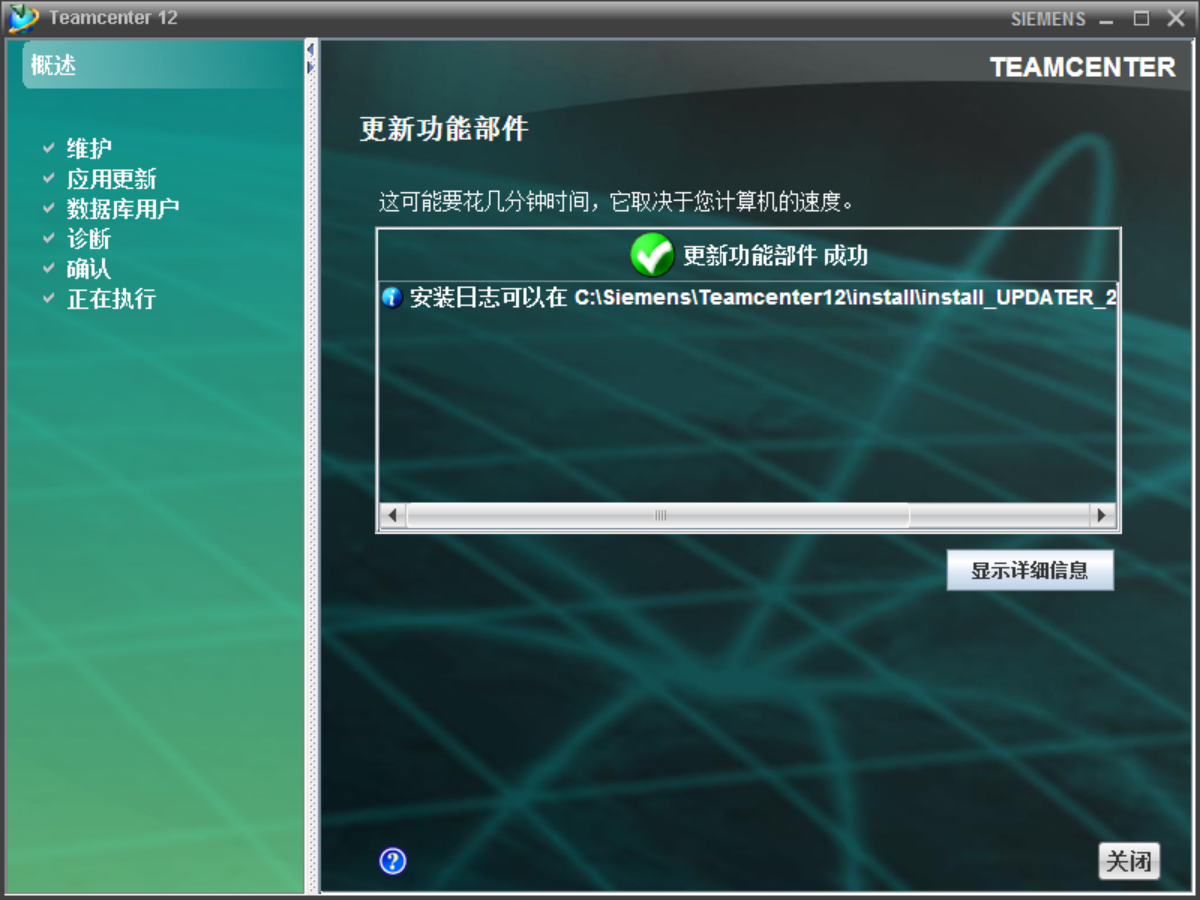 Teamcenter 12
SIEMENS
概述
TEAMCENTER
更新功能部件
维护
应用更新
数据库用户
诊断
确认
正在执行
这可能要花几分钟时间，它取决于您计算机的速度。
更新功能部件 成功
安装日志可以在 C:\Siemens\Teamcenter12\install\install_UPDATER_2
显示详细信息
关闭